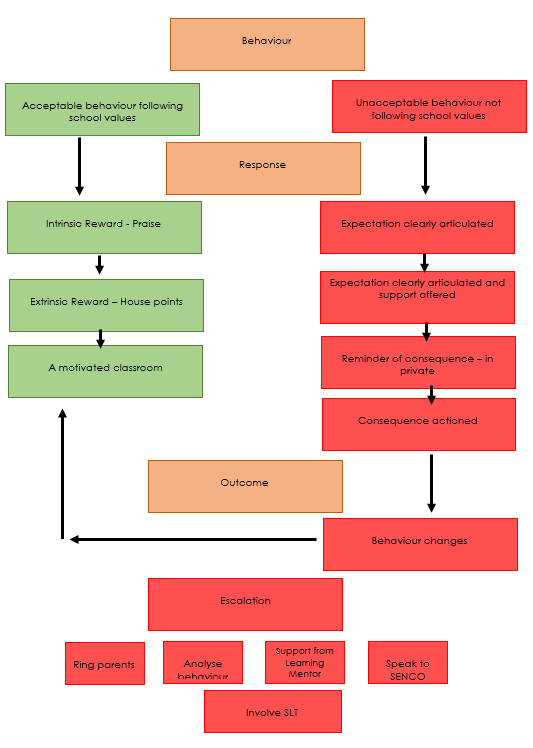 Behaviour
Acceptable behaviour following
school values
Unacceptable behaviour not
following school values
Response
Intrinsic Reward - Praise
Expectation clearly articulated
Extrinsic Reward – House points
Expectation clearly articulated and
support offered
A motivated classroom
Reminder of consequence – in
private
Consequence actioned
Outcome
Behaviour changes
Escalation
Ring parents
Analyse
behaviour
Support from
Learning
Mentor
Speak to
SENCO
Involve SLT